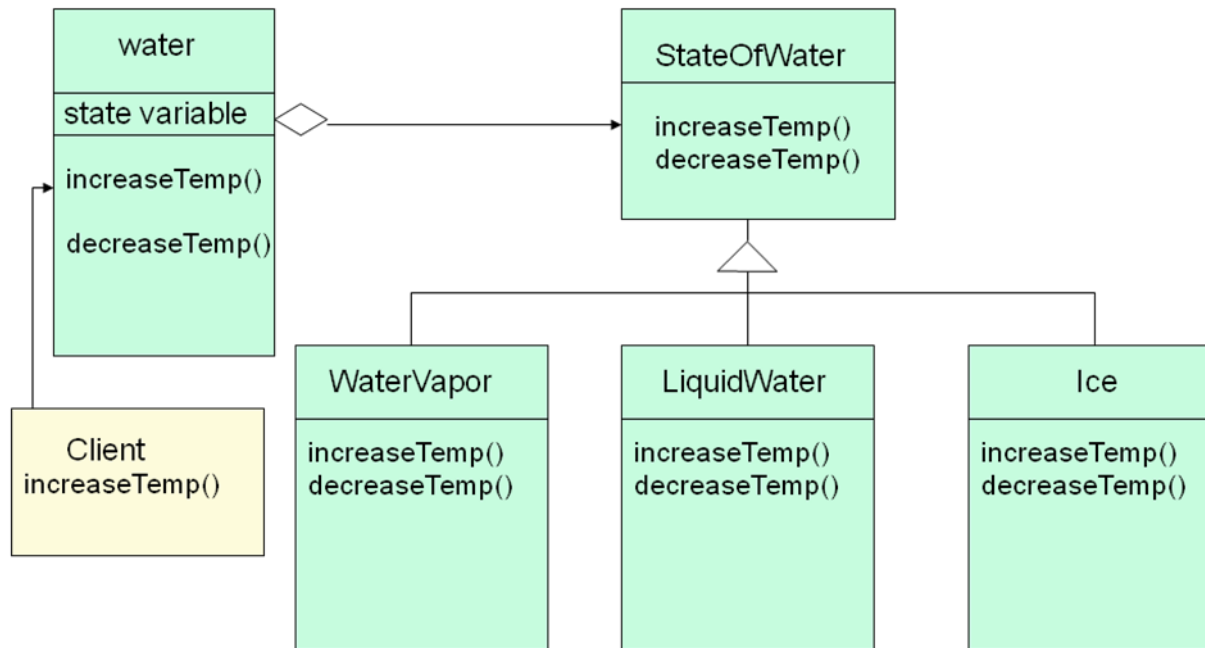 water
state variable
increaseTemp()
decreaseTemp()
StateOfWater
increaseTemp()
decreaseTemp()
Client
increaseTemp()
WaterVapor
increaseTemp()
decreaseTemp()
LiquidWater
increaseTemp()
decreaseTemp()
Ice
increaseTemp()
decreaseTemp()